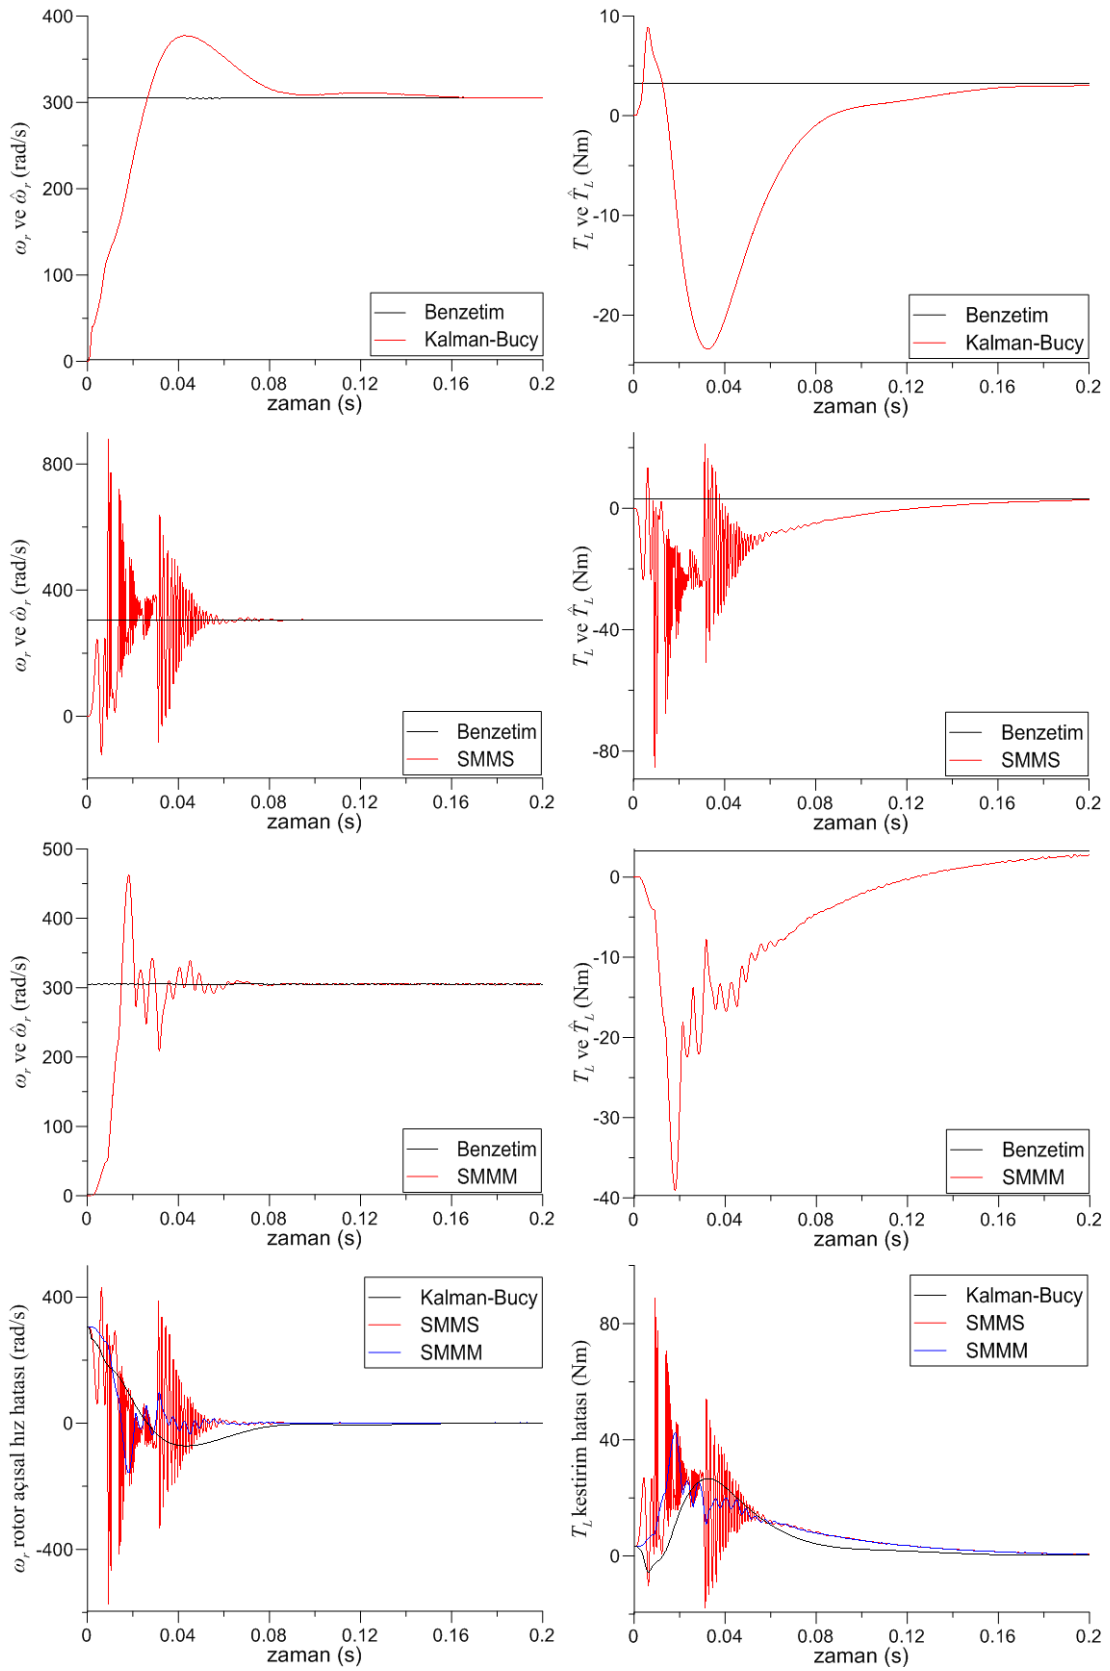 400
300
200
100
0
ω_r ve ω̂_r (rad/s)
Benzetim
Kalman-Bucy
0 0.04 0.08 0.12 0.16 0.2
zaman (s)
10
0
-10
-20
T_L ve T̂_L (Nm)
Benzetim
Kalman-Bucy
0 0.04 0.08 0.12 0.16 0.2
zaman (s)
800
400
0
ω_r ve ω̂_r (rad/s)
Benzetim
SMMS
0 0.04 0.08 0.12 0.16 0.2
zaman (s)
0
-40
-80
T_L ve T̂_L (Nm)
Benzetim
SMMS
0 0.04 0.08 0.12 0.16 0.2
zaman (s)
500
400
300
200
100
0
ω_r ve ω̂_r (rad/s)
Benzetim
SMMM
0 0.04 0.08 0.12 0.16 0.2
zaman (s)
0
-10
-20
-30
-40
T_L ve T̂_L (Nm)
Benzetim
SMMM
0 0.04 0.08 0.12 0.16 0.2
zaman (s)
400
0
-400
ω_r rotor açısal hız hatası (rad/s)
Kalman-Bucy
SMMS
SMMM
0 0.04 0.08 0.12 0.16 0.2
zaman (s)
80
40
0
T_L kestirim hatası (Nm)
Kalman-Bucy
SMMS
SMMM
0 0.04 0.08 0.12 0.16 0.2
zaman (s)